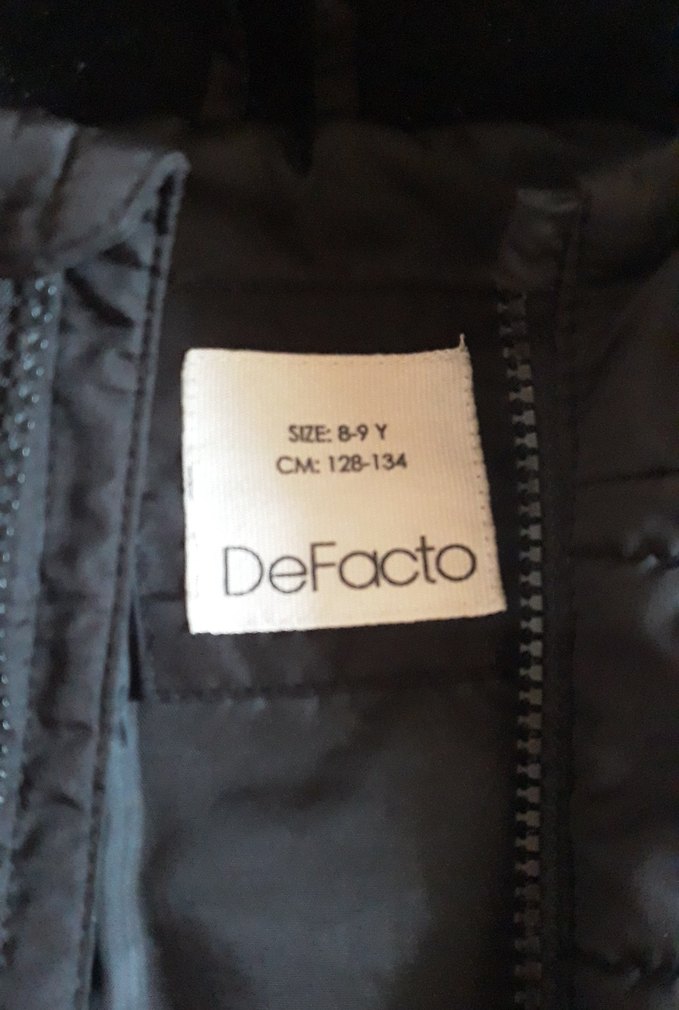 SIZE: 8-9 Y
CM: 128-134
DeFacto